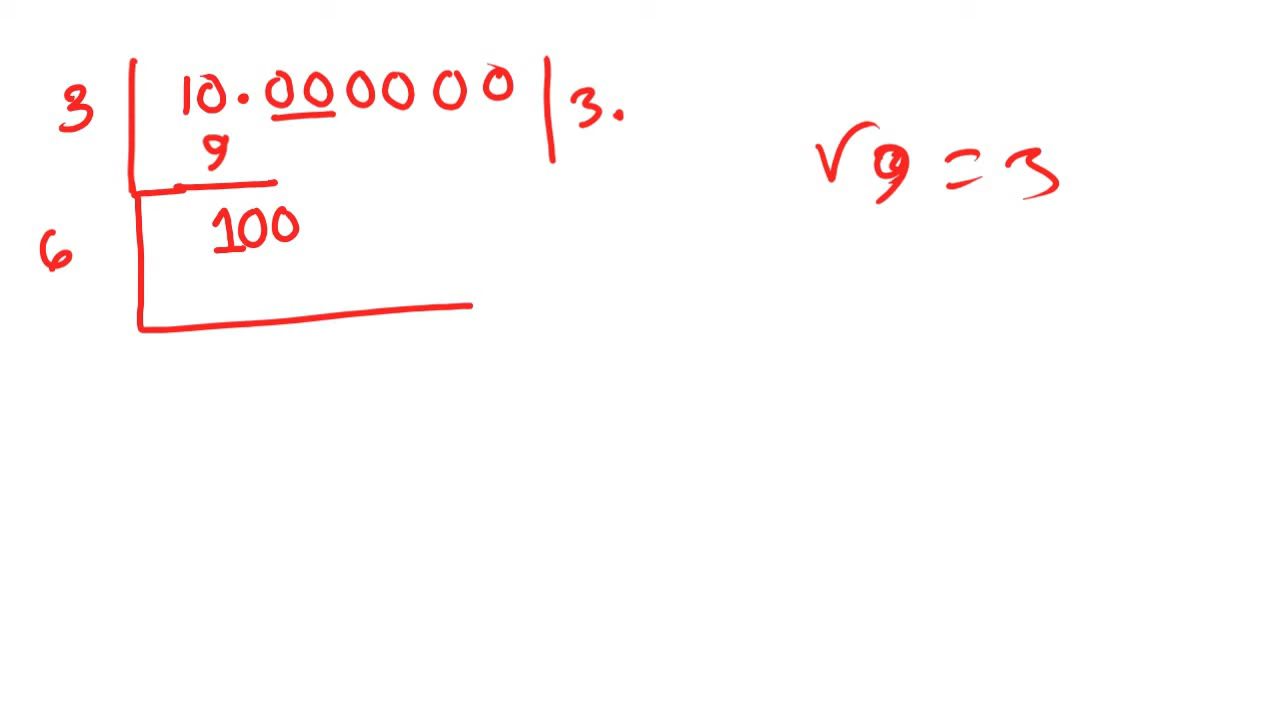 3 10.000000 3.
9
√9 = 3
6 100